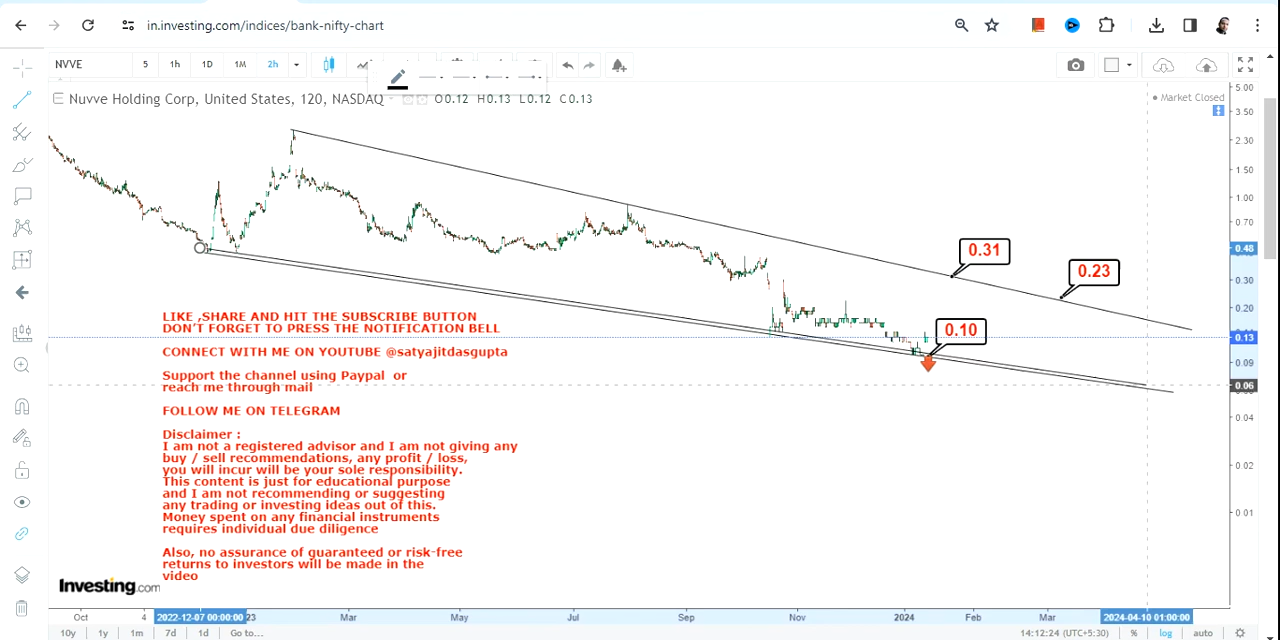 in.investing.com/indices/bank-nifty-chart
NVVE
5
1h
1D
1M
2h
Nuvve Holding Corp, United States, 120, NASDAQ
O0.12 H0.13 L0.12 C0.13
Market Closed
5.00
3.50
2.30
1.50
1.00
0.70
0.48
0.30
0.20
0.13
0.09
0.06
0.04
0.02
0.01
0.31
0.23
0.10
LIKE ,SHARE AND HIT THE SUBSCRIBE BUTTON
DON'T FORGET TO PRESS THE NOTIFICATION BELL
CONNECT WITH ME ON YOUTUBE @satyajitdasgupta
Support the channel using Paypal or
reach me through mail
FOLLOW ME ON TELEGRAM
Disclaimer :
I am not a registered advisor and I am not giving any
buy / sell recommendations, any profit / loss,
you will incur will be your sole responsibility.
This content is just for educational purpose
and I am not recommending or suggesting
any trading or investing ideas out of this.
Money spent on any financial instruments
requires individual due diligence
Also, no assurance of guaranteed or risk-free
returns to investors will be made in the
video
Investing.com
Oct
4
2022-12-07 00:00:00
23
Mar
May
Jul
Sep
Nov
2024
Feb
Mar
2024-04-10 01:00:00
10y
1y
1m
7d
1d
Go to...
14:12:24 (UTC+5:30)
%
log
auto